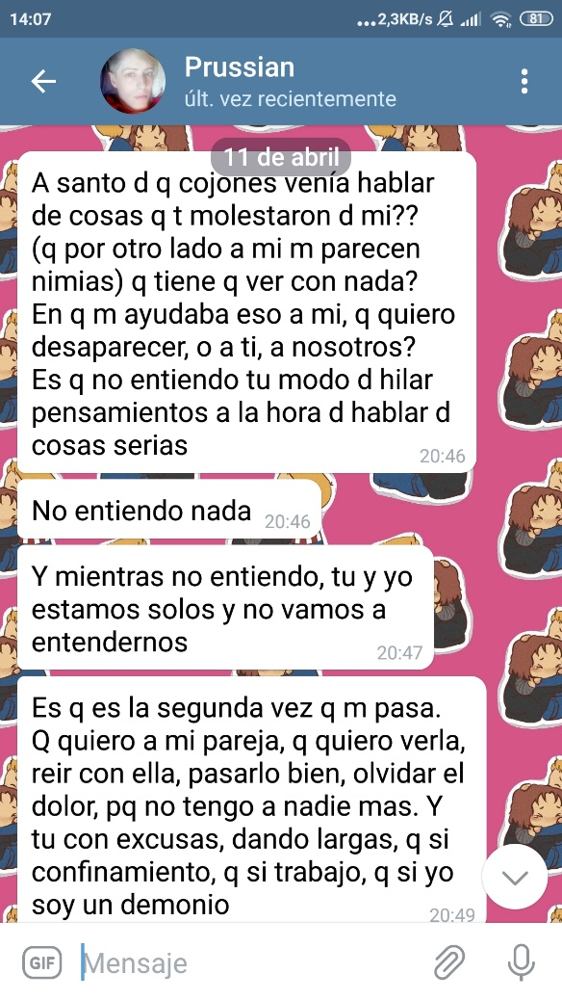 14:07
...2,3KB/s
81
Prussian
últ. vez recientemente
11 de abril
A santo d q cojones venía hablar
de cosas q t molestaron d mi??
(q por otro lado a mi m parecen
nimias) q tiene q ver con nada?
En q m ayudaba eso a mi, q quiero
desaparecer, o a ti, a nosotros?
Es q no entiendo tu modo d hilar
pensamientos a la hora d hablar d
cosas serias
20:46
No entiendo nada
20:46
Y mientras no entiendo, tu y yo
estamos solos y no vamos a
entendernos
20:47
Es q es la segunda vez q m pasa.
Q quiero a mi pareja, q quiero verla,
reir con ella, pasarlo bien, olvidar el
dolor, pq no tengo a nadie mas. Y
tu con excusas, dando largas, q si
confinamiento, q si trabajo, q si yo
soy un demonio
20:49
GIF
Mensaje